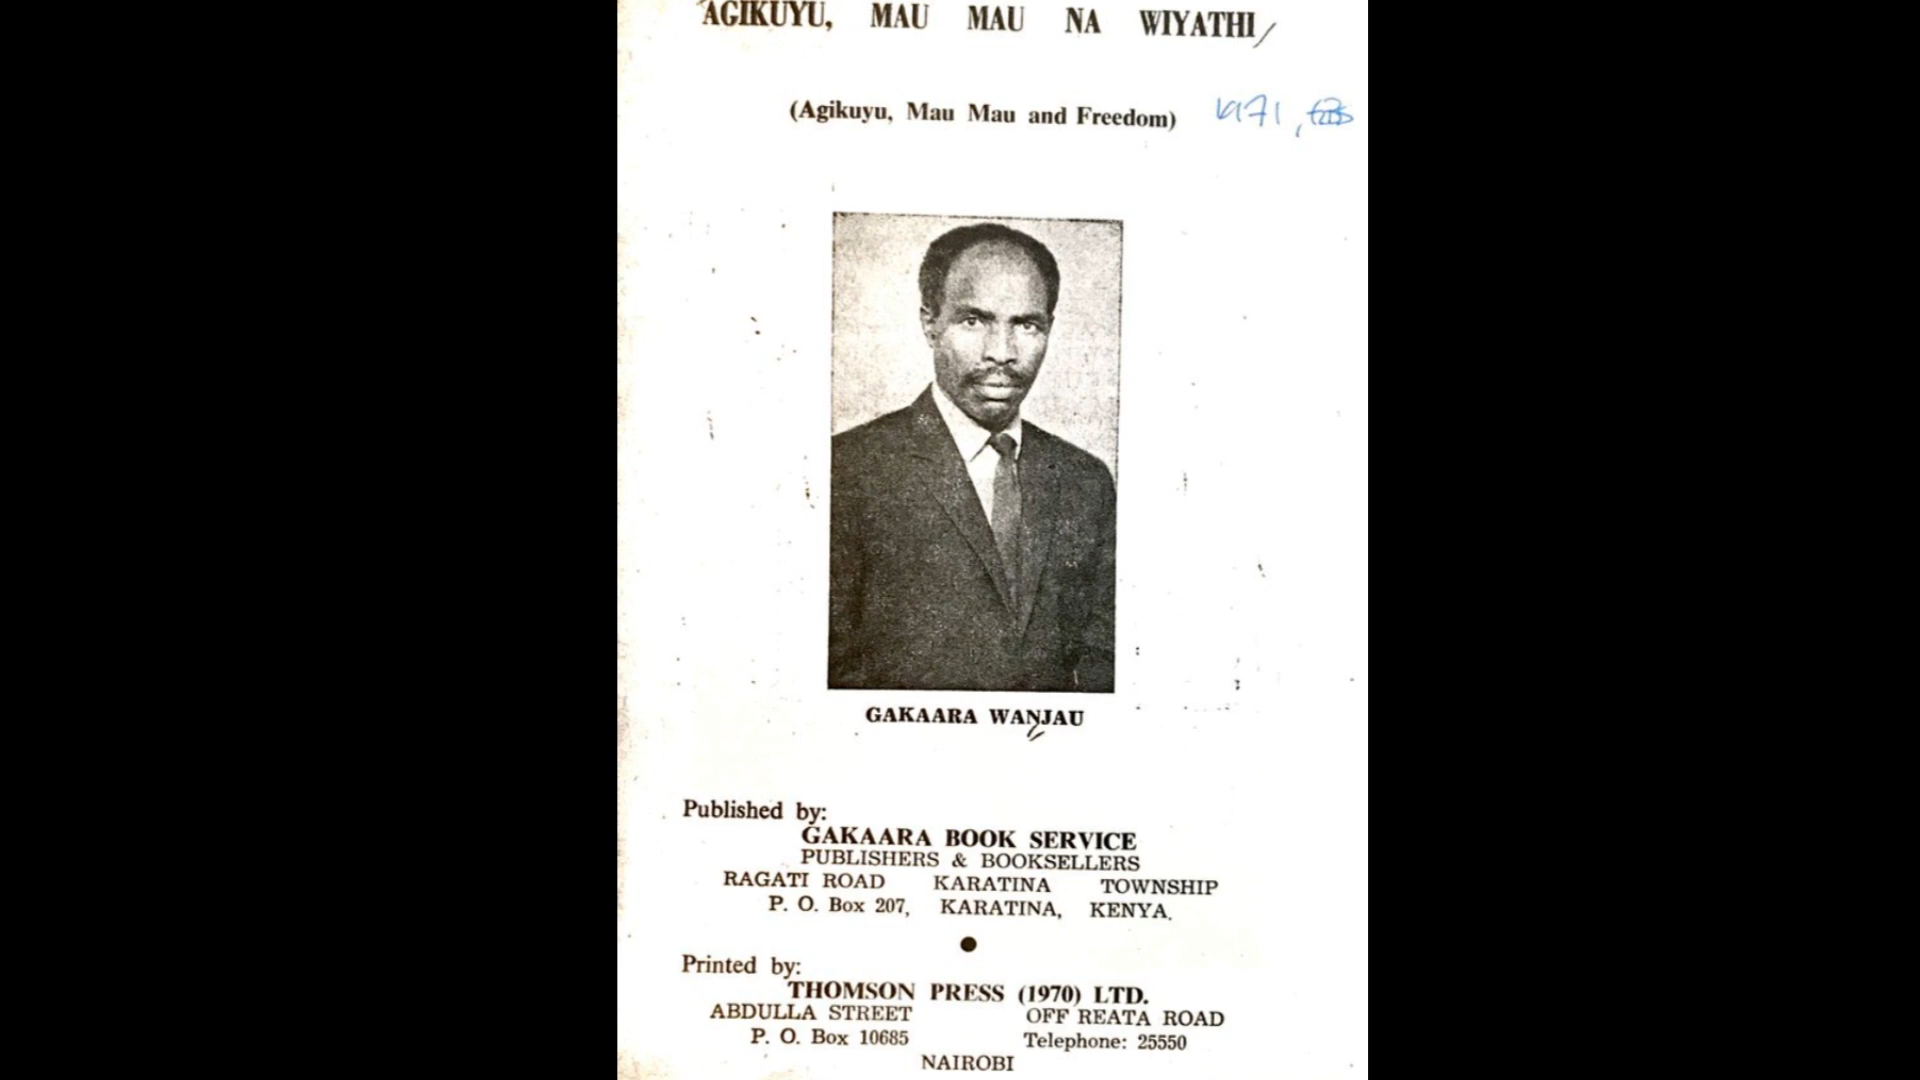 AGIKUYU, MAU MAU NA WIYATHI
(Agikuyu, Mau Mau and Freedom)
1971,
GAKAARA WANJAU
Published by:
GAKAARA BOOK SERVICE
PUBLISHERS & BOOKSELLERS
RAGATI ROAD KARATINA TOWNSHIP
P. O. Box 207, KARATINA, KENYA.
Printed by:
THOMSON PRESS (1970) LTD.
ABDULLA STREET OFF REATA ROAD
P. O. Box 10685 Telephone: 25550
NAIROBI